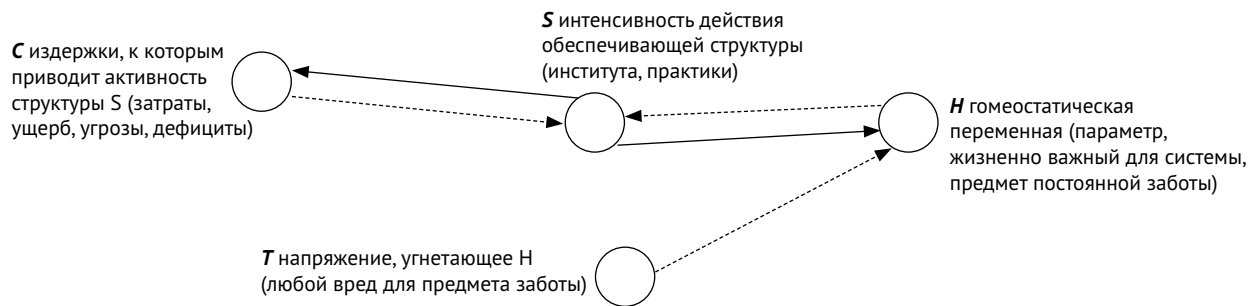 S интенсивность действия
обеспечивающей структуры
(института, практики)
C издержки, к которым
приводит активность
структуры S (затраты,
ущерб, угрозы, дефициты)
H гомеостатическая
переменная (параметр,
жизненно важный для системы,
предмет постоянной заботы)
T напряжение, угнетающее H
(любой вред для предмета заботы)